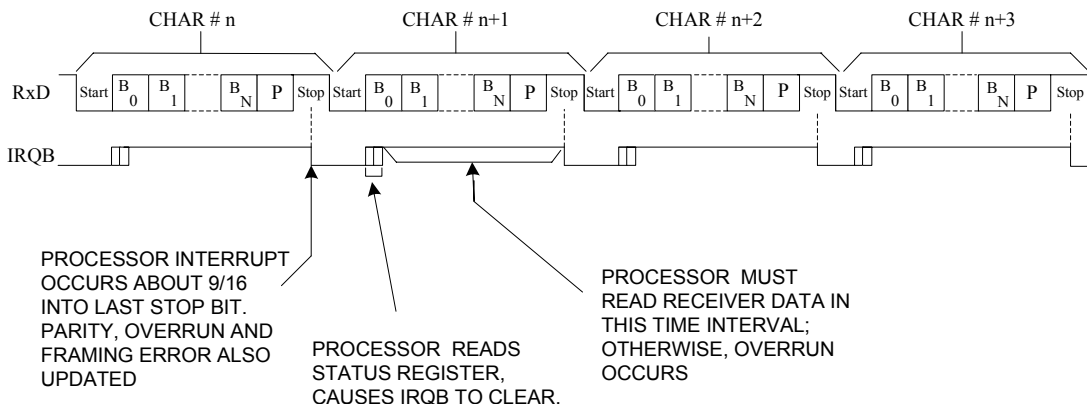 CHAR # n CHAR # n+1 CHAR # n+2 CHAR # n+3
RxD Start B0 B1 BN P Stop Start B0 B1 BN P Stop Start B0 B1 BN P Stop Start B0 B1 BN P Stop
IRQB
PROCESSOR INTERRUPT
OCCURS ABOUT 9/16
INTO LAST STOP BIT.
PARITY, OVERRUN AND
FRAMING ERROR ALSO
UPDATED
PROCESSOR READS
STATUS REGISTER,
CAUSES IRQB TO CLEAR.
PROCESSOR MUST
READ RECEIVER DATA IN
THIS TIME INTERVAL;
OTHERWISE, OVERRUN
OCCURS